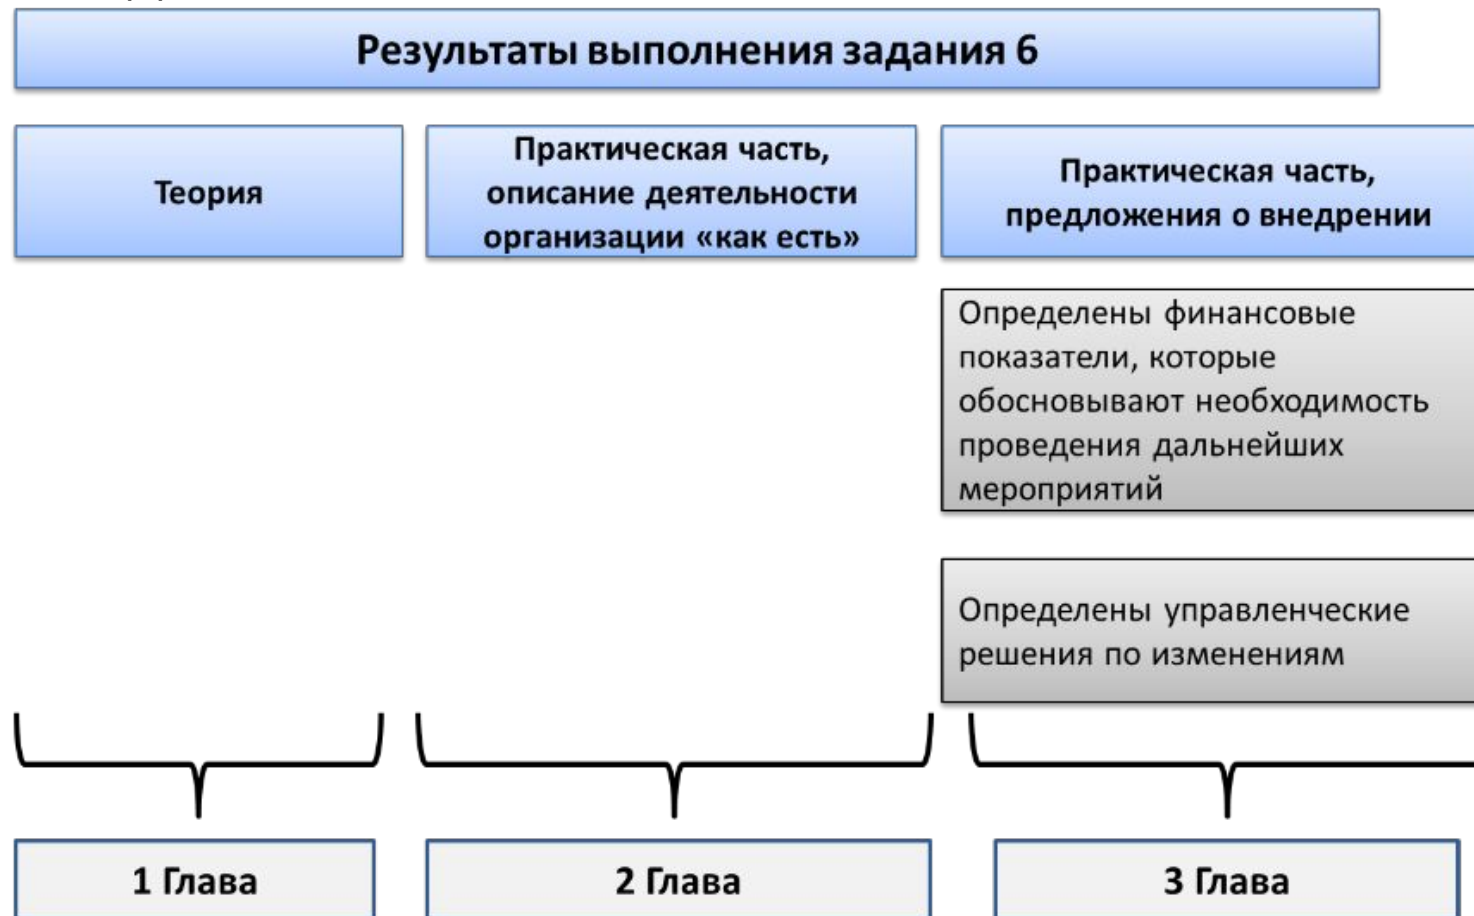 Результаты выполнения задания 6
Теория
Практическая часть,
описание деятельности
организации «как есть»
Практическая часть,
предложения о внедрении
Определены финансовые
показатели, которые
обосновывают необходимость
проведения дальнейших
мероприятий
Определены управленческие
решения по изменениям
1 Глава
2 Глава
3 Глава